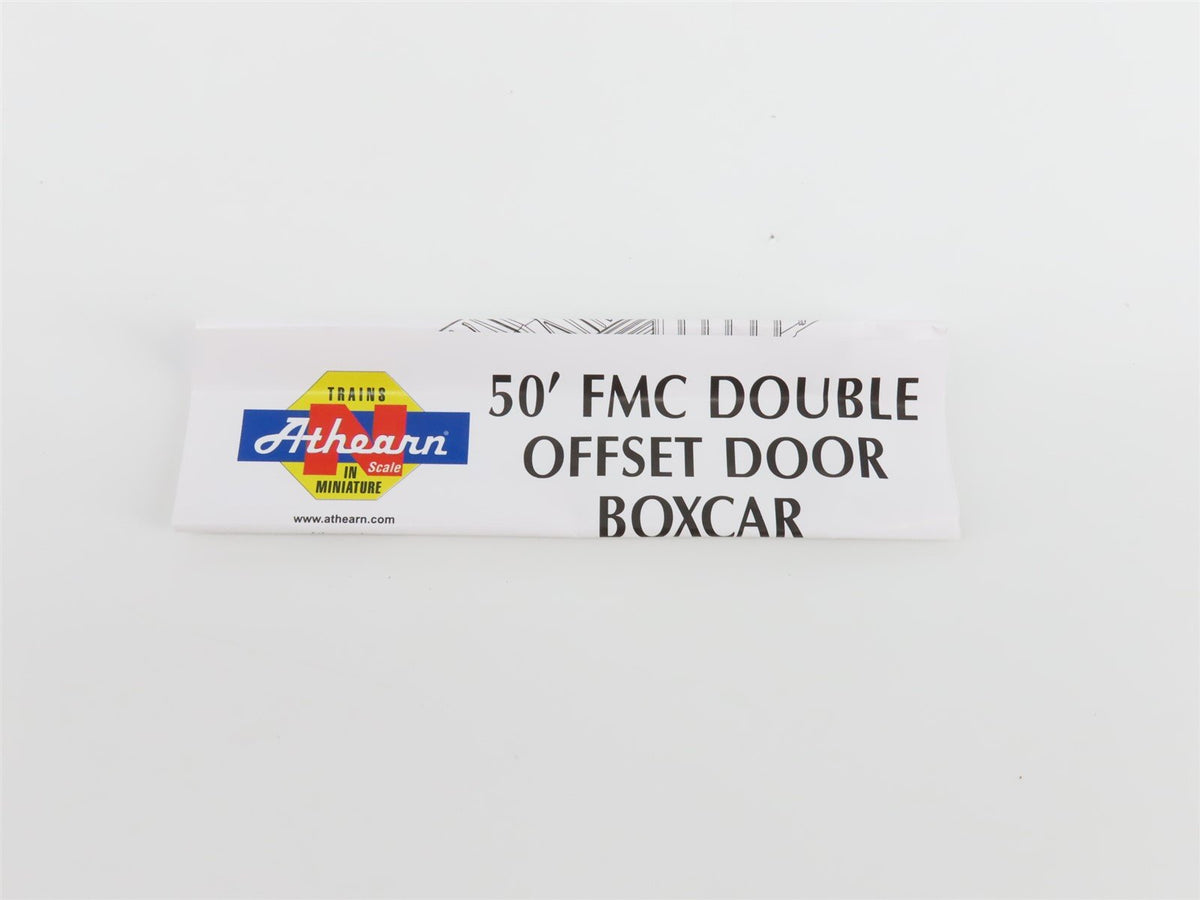 TRAINS
N
Athearn®
Scale
IN
MINIATURE
www.athearn.com
50' FMC DOUBLE
OFFSET DOOR
BOXCAR